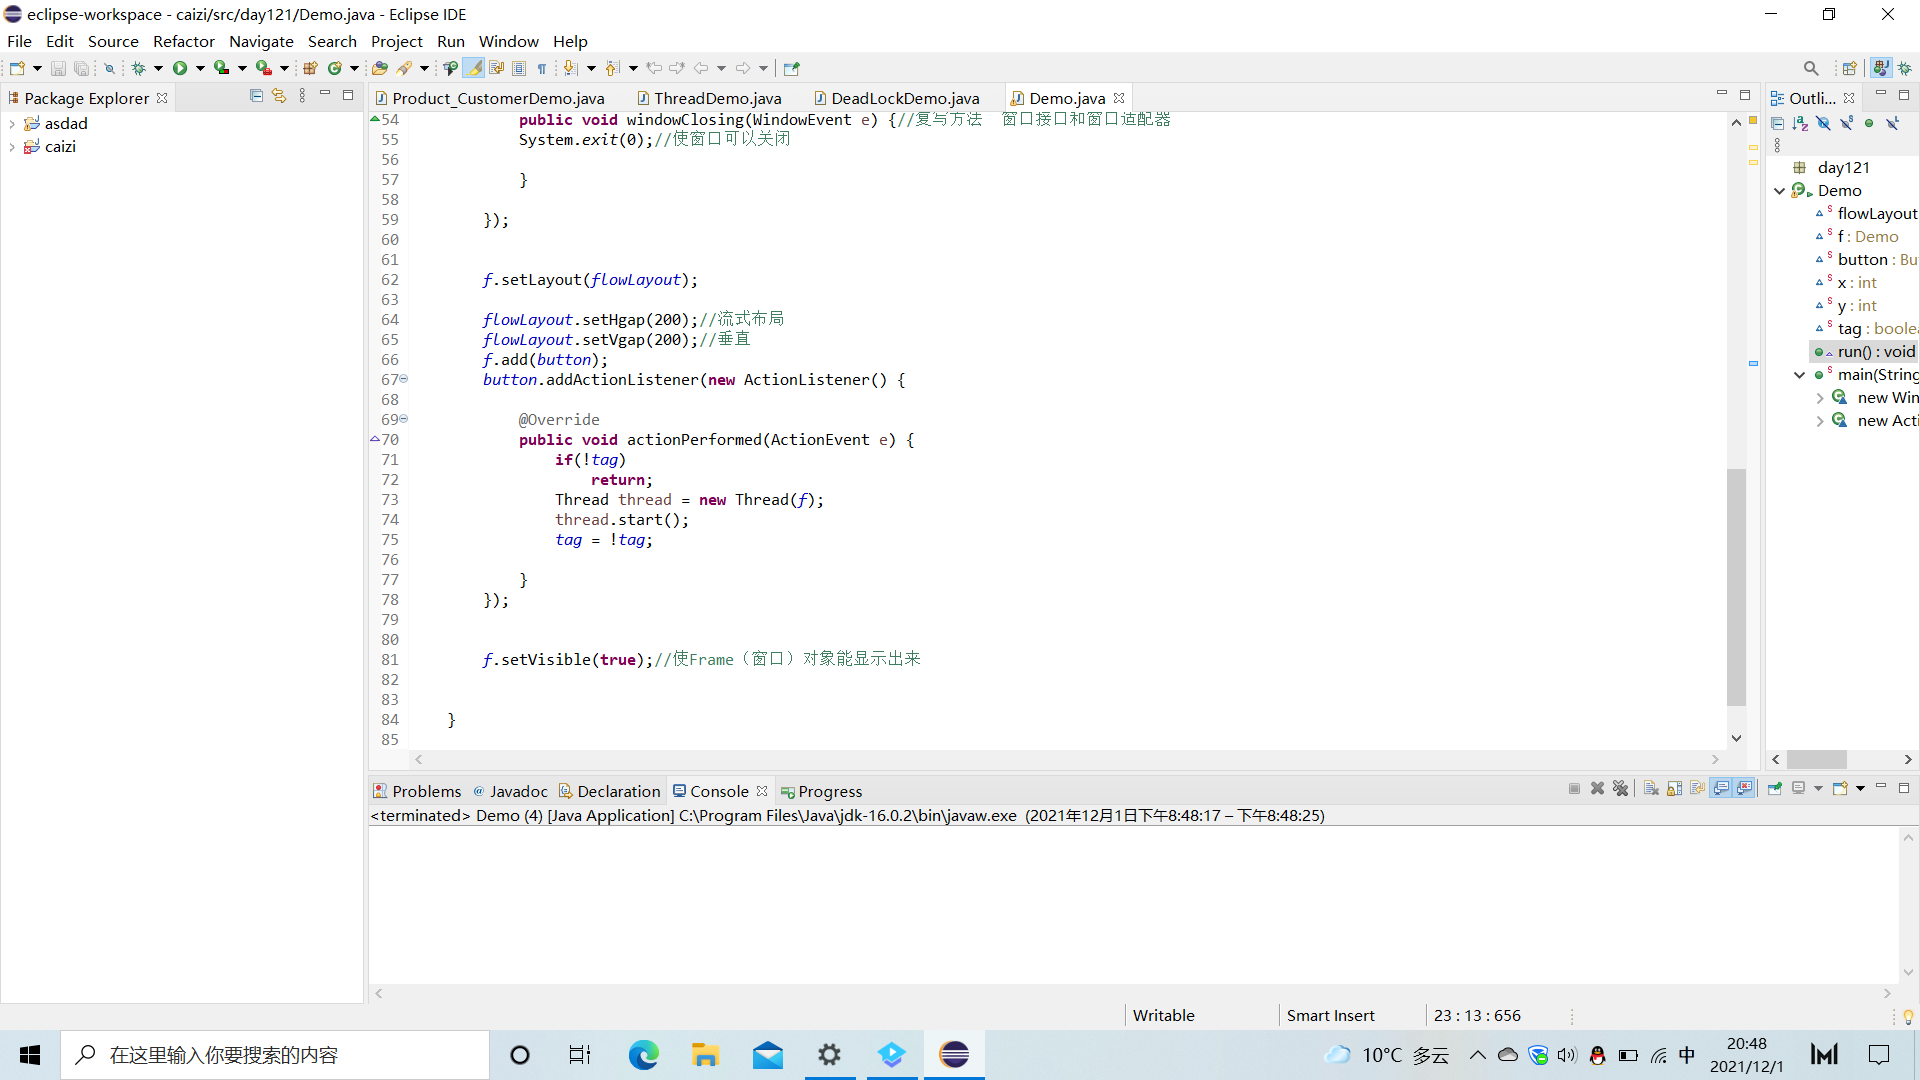 eclipse-workspace - caizi/src/day121/Demo.java - Eclipse IDE
File Edit Source Refactor Navigate Search Project Run Window Help
Package Explorer
asdad
caizi
Product_CustomerDemo.java ThreadDemo.java DeadLockDemo.java Demo.java
54 public void windowClosing(WindowEvent e) {//复写方法 窗口接口和窗口适配器
55 System.exit(0);//使窗口可以关闭
56
57 }
58
59 });
60
61
62 f.setLayout(flowLayout);
63
64 flowLayout.setHgap(200);//流式布局
65 flowLayout.setVgap(200);//垂直
66 f.add(button);
67 button.addActionListener(new ActionListener() {
68
69 @Override
70 public void actionPerformed(ActionEvent e) {
71 if(!tag)
72 return;
73 Thread thread = new Thread(f);
74 thread.start();
75 tag = !tag;
76
77 }
78 });
79
80
81 f.setVisible(true);//使Frame（窗口）对象能显示出来
82
83
84 }
85
Outli...
day121
Demo
flowLayout
f : Demo
button : Bu
x : int
y : int
tag : boolea
run() : void
main(String
new Win
new Acti
Problems @ Javadoc Declaration Console Progress
<terminated> Demo (4) [Java Application] C:\Program Files\Java\jdk-16.0.2\bin\javaw.exe (2021年12月1日下午8:48:17 – 下午8:48:25)
Writable Smart Insert 23 : 13 : 656
在这里输入你要搜索的内容
10°C 多云
中
20:48
2021/12/1